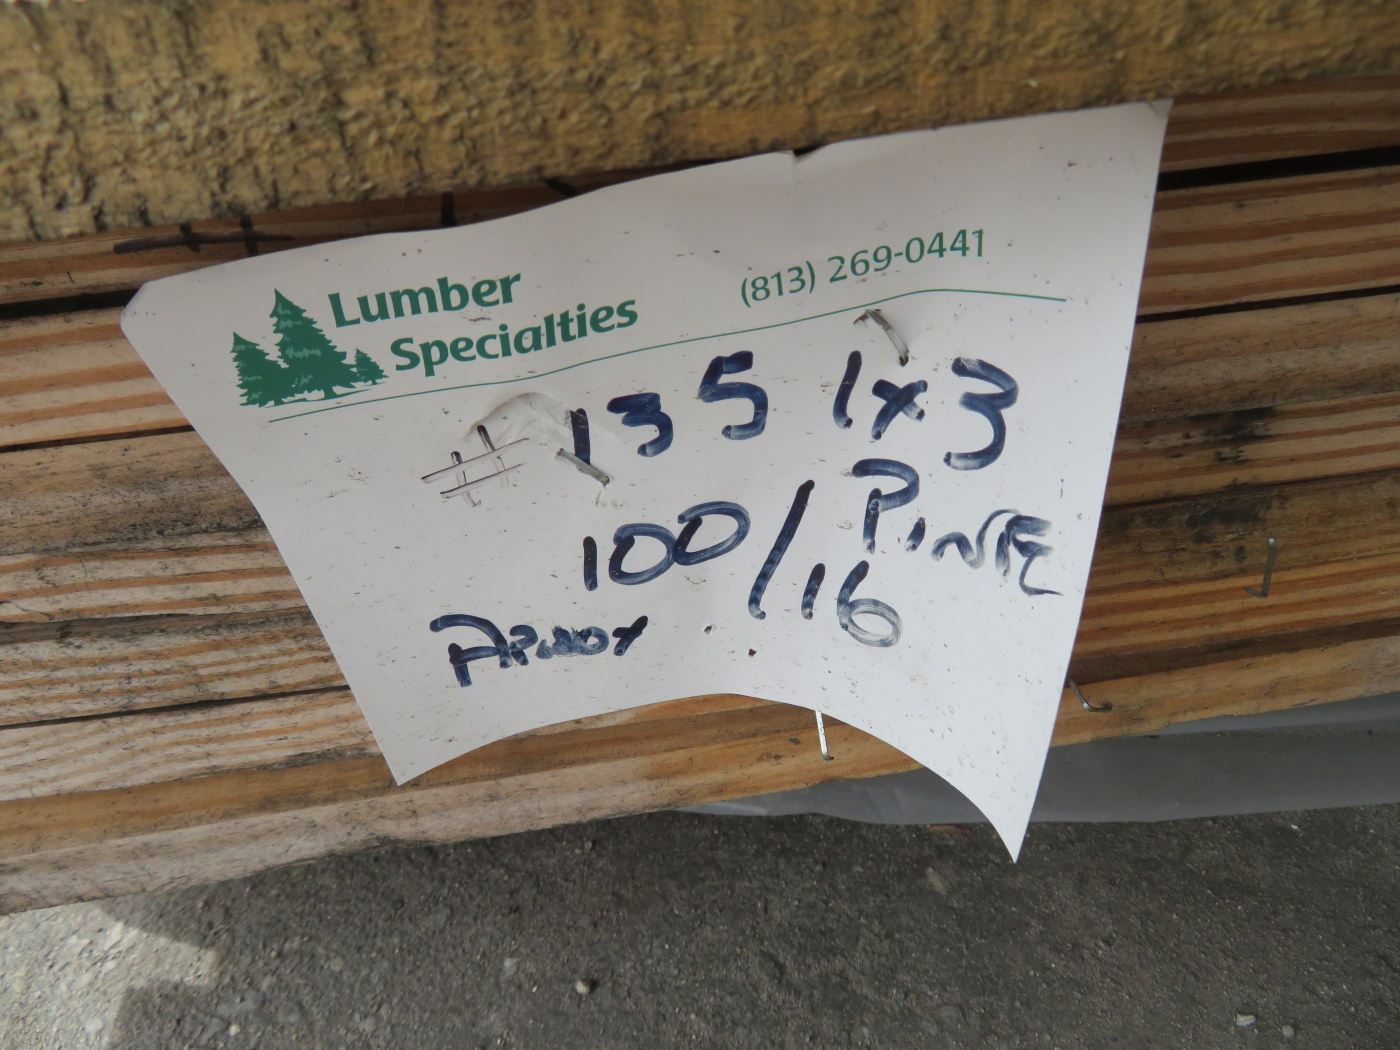 Lumber
Specialties
(813) 269-0441
#135 1x3
PINE
100/16